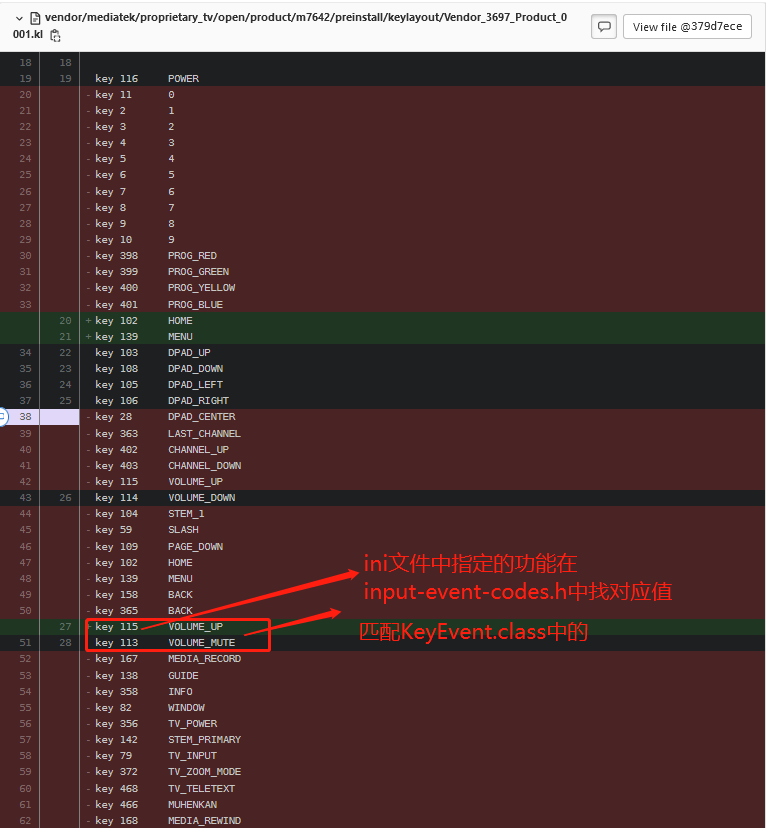 vendor/mediatek/proprietary_tv/open/product/m7642/preinstall/keylayout/Vendor_3697_Product_0
001.kl
View file @379d7ece
18 18
19 19 key 116 POWER
20 - key 11 0
21 - key 2 1
22 - key 3 2
23 - key 4 3
24 - key 5 4
25 - key 6 5
26 - key 7 6
27 - key 8 7
28 - key 9 8
29 - key 10 9
30 - key 398 PROG_RED
31 - key 399 PROG_GREEN
32 - key 400 PROG_YELLOW
33 - key 401 PROG_BLUE
20 + key 102 HOME
21 + key 139 MENU
34 22 key 103 DPAD_UP
35 23 key 108 DPAD_DOWN
36 24 key 105 DPAD_LEFT
37 25 key 106 DPAD_RIGHT
38 - key 28 DPAD_CENTER
39 - key 363 LAST_CHANNEL
40 - key 402 CHANNEL_UP
41 - key 403 CHANNEL_DOWN
42 - key 115 VOLUME_UP
43 26 key 114 VOLUME_DOWN
44 - key 104 STEM_1
45 - key 59 SLASH
46 - key 109 PAGE_DOWN
47 - key 102 HOME
48 - key 139 MENU
49 - key 158 BACK
50 - key 365 BACK
27 + key 115 VOLUME_UP
51 28 key 113 VOLUME_MUTE
52 - key 167 MEDIA_RECORD
53 - key 138 GUIDE
54 - key 358 INFO
55 - key 82 WINDOW
56 - key 356 TV_POWER
57 - key 142 STEM_PRIMARY
58 - key 79 TV_INPUT
59 - key 372 TV_ZOOM_MODE
60 - key 468 TV_TELETEXT
61 - key 466 MUHENKAN
62 - key 168 MEDIA_REWIND
ini文件中指定的功能在
input-event-codes.h中找对应值
匹配KeyEvent.class中的